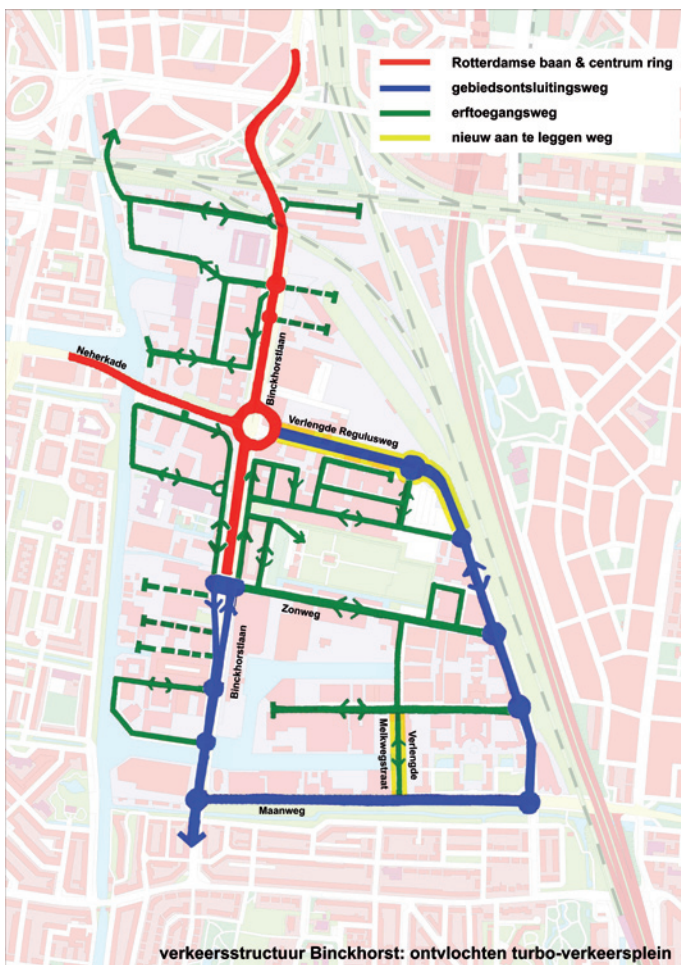 Rotterdamse baan & centrum ring
gebiedsontsluitingsweg
erftoegangsweg
nieuw aan te leggen weg
Neherkade
Binckhorstlaan
Verlengde Regulusweg
Zonweg
Binckhorstlaan
Verlengde
Melkwegstraat
Maanweg
verkeersstructuur Binckhorst: ontvlochten turbo-verkeersplein